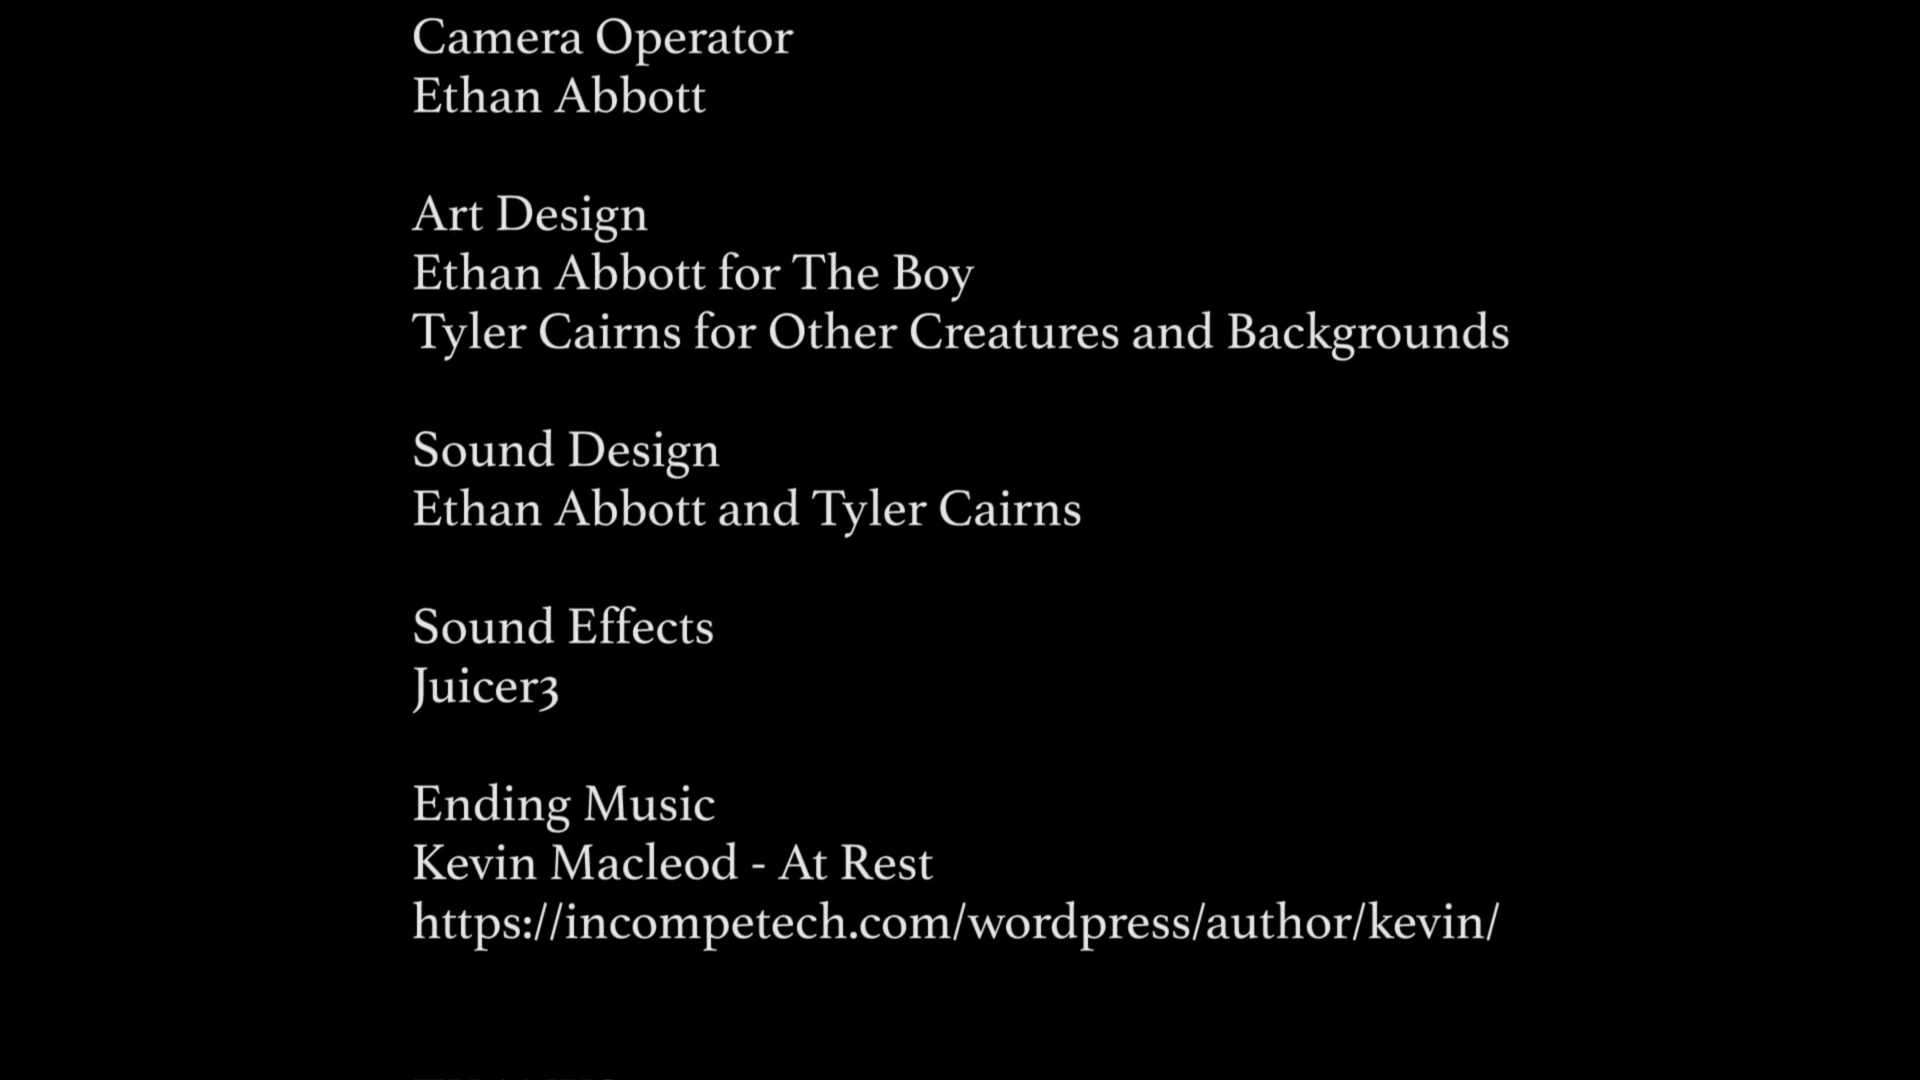 Camera Operator
Ethan Abbott
Art Design
Ethan Abbott for The Boy
Tyler Cairns for Other Creatures and Backgrounds
Sound Design
Ethan Abbott and Tyler Cairns
Sound Effects
Juicer3
Ending Music
Kevin Macleod - At Rest
https://incompetech.com/wordpress/author/kevin/